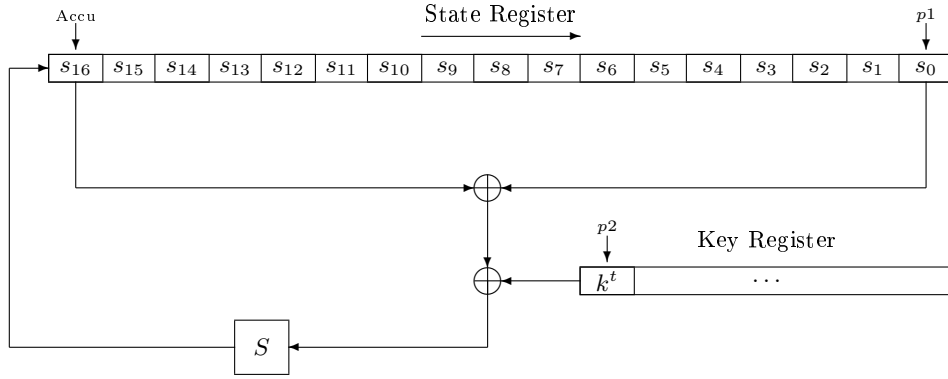 State Register
Accu
p1
s16 s15 s14 s13 s12 s11 s10 s9 s8 s7 s6 s5 s4 s3 s2 s1 s0
p2
Key Register
k^t ...
S